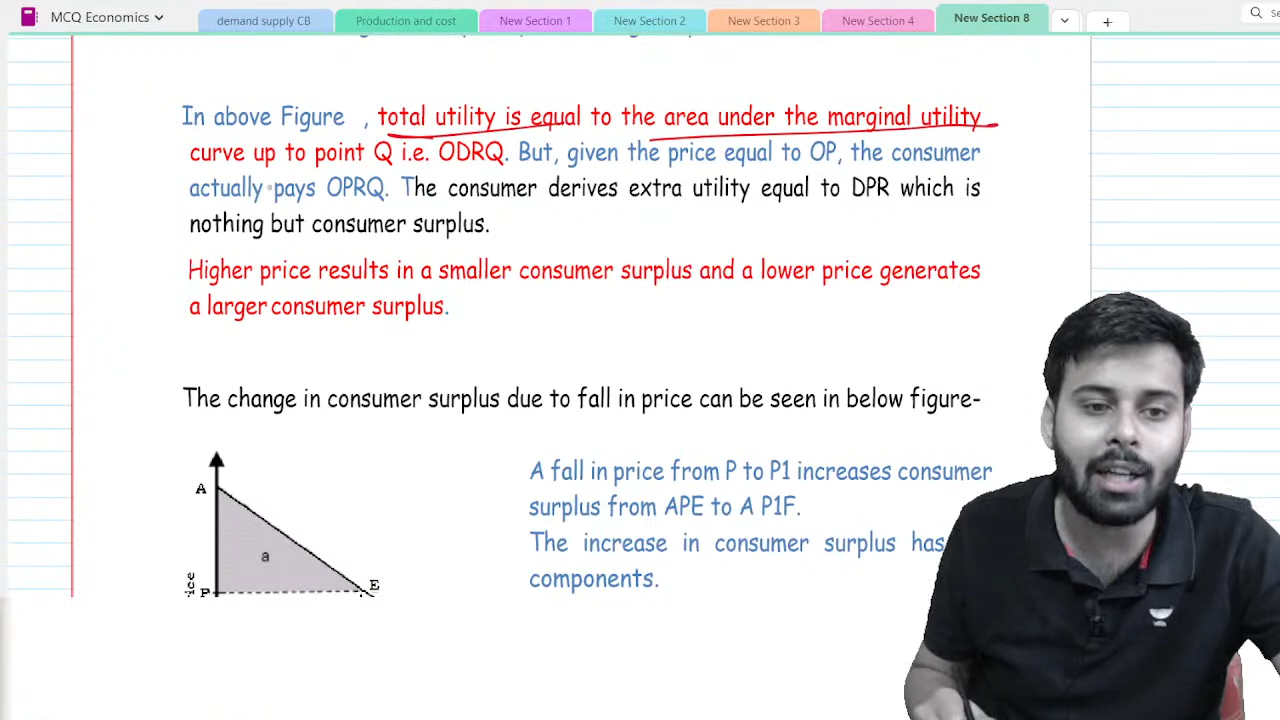 MCQ Economics
demand supply CB
Production and cost
New Section 1
New Section 2
New Section 3
New Section 4
New Section 8
In above Figure , total utility is equal to the area under the marginal utility
curve up to point Q i.e. ODRQ. But, given the price equal to OP, the consumer
actually pays OPRQ. The consumer derives extra utility equal to DPR which is
nothing but consumer surplus.
Higher price results in a smaller consumer surplus and a lower price generates
a larger consumer surplus.
The change in consumer surplus due to fall in price can be seen in below figure-
A
a
E
P
A fall in price from P to P1 increases consumer
surplus from APE to A P1F.
The increase in consumer surplus has
components.